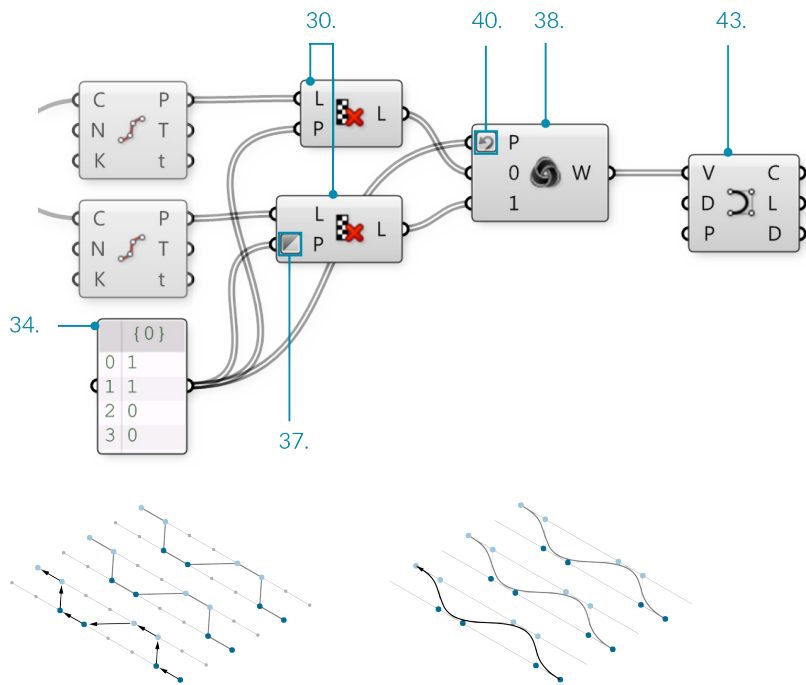 30. 40. 38. 43.
C P
N T
K t
L L
P
P
0 W
1
V C
D L
P D
C P
N T
K t
L L
P
34.
{0}
0 1
1 1
2 0
3 0
37.